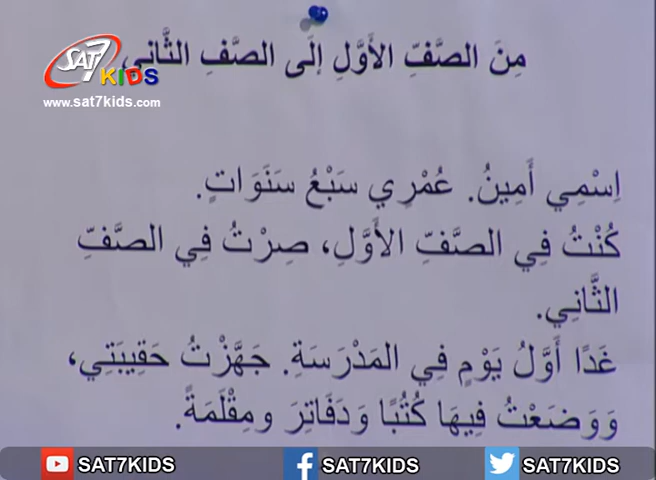 مِنَ الصَّفِّ الأَوَّلِ إِلَى الصَّفِّ الثَّانِي
SAT7
KIDS
www.sat7kids.com
اِسْمِي أَمِينُ. عُمْرِي سَبْعُ سَنَوَاتٍ.
كُنْتُ فِي الصَّفِّ الأَوَّلِ، صِرْتُ فِي الصَّفِّ
الثَّانِي.
غَدًا أَوَّلُ يَوْمٍ فِي المَدْرَسَةِ. جَهَّزْتُ حَقِيبَتِي،
وَوَضَعْتُ فِيهَا كُتُبًا وَدَفَاتِرَ ومِقْلَمَةً.
SAT7KIDS
SAT7KIDS
SAT7KIDS